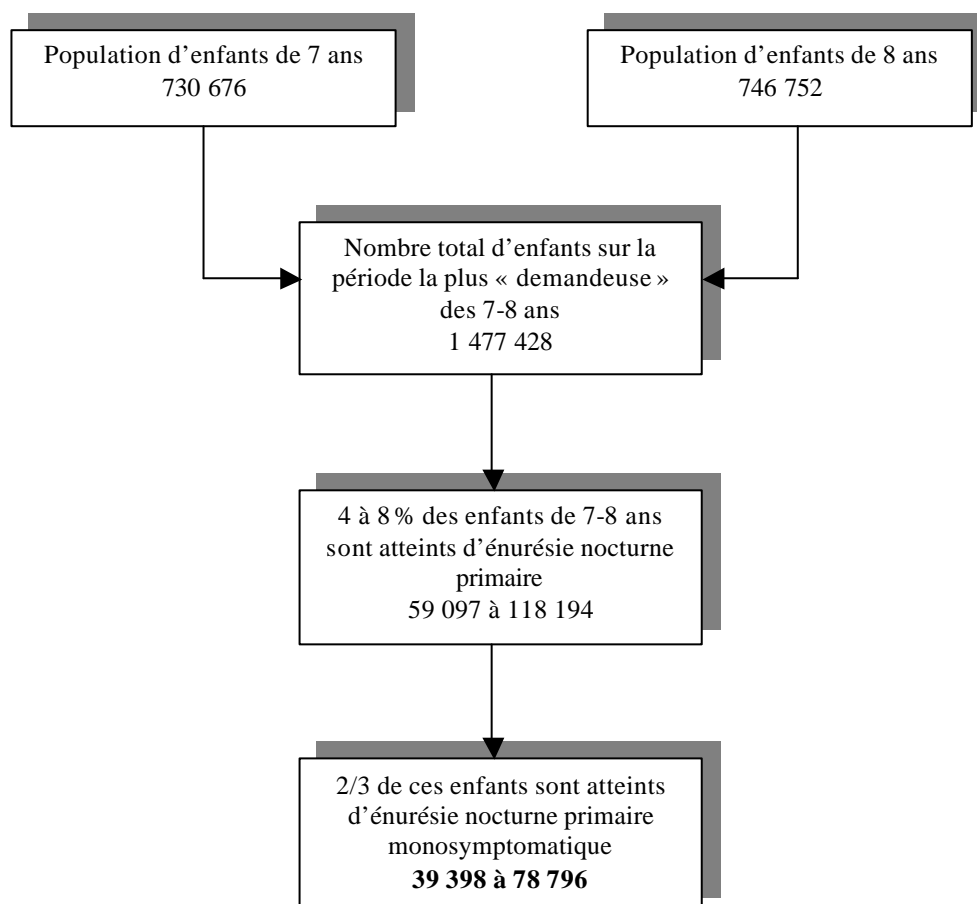 Population d’enfants de 7 ans
730 676
Population d’enfants de 8 ans
746 752
Nombre total d’enfants sur la
période la plus « demandeuse »
des 7-8 ans
1 477 428
4 à 8 % des enfants de 7-8 ans
sont atteints d’énurésie nocturne
primaire
59 097 à 118 194
2/3 de ces enfants sont atteints
d’énurésie nocturne primaire
monosymptomatique
39 398 à 78 796